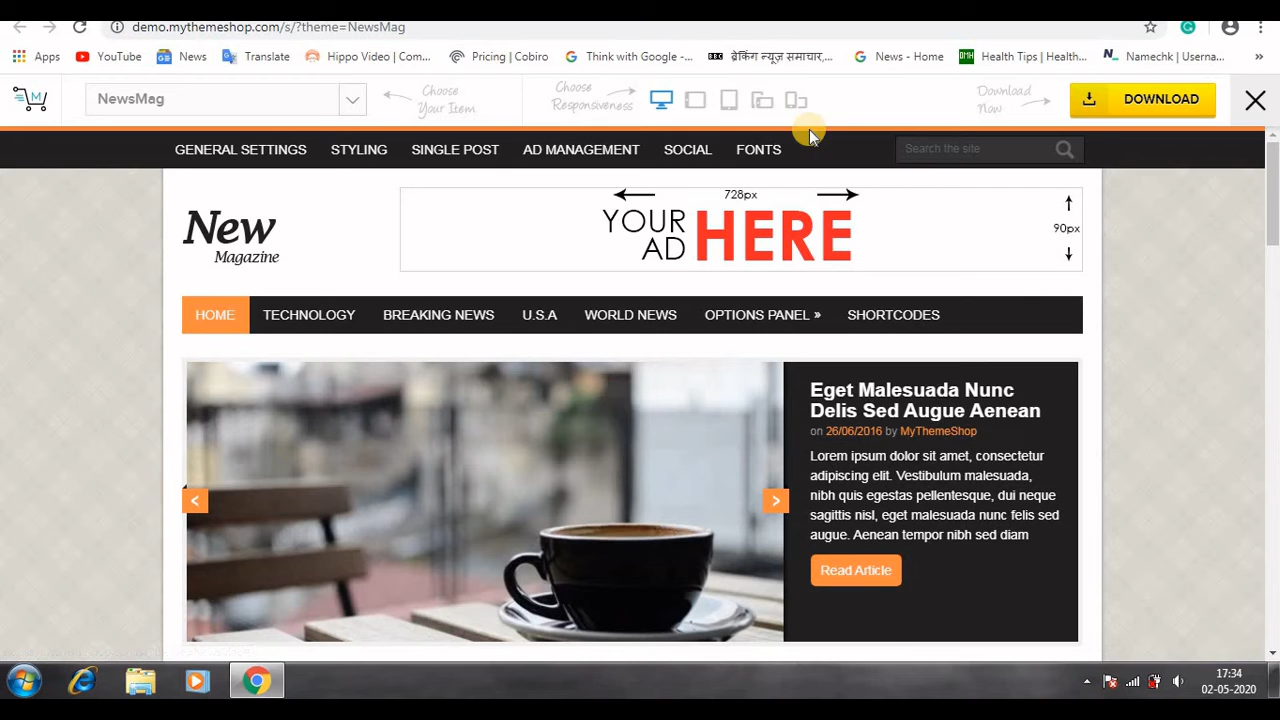 demo.mythemeshop.com/s/?theme=NewsMag
Apps
YouTube
News
Translate
Hippo Video | Com...
Pricing | Cobiro
Think with Google -...
BBC
ब्रेकिंग न्यूज़ समाचार,...
News - Home
DMH
Health Tips | Health...
Namechk | Userna...
»
NewsMag
Choose
Your Item
Choose
Responsiveness
Download
Now
DOWNLOAD
GENERAL SETTINGS
STYLING
SINGLE POST
AD MANAGEMENT
SOCIAL
FONTS
Search the site
New
Magazine
728px
YOUR
AD
HERE
90px
HOME
TECHNOLOGY
BREAKING NEWS
U.S.A
WORLD NEWS
OPTIONS PANEL »
SHORTCODES
Eget Malesuada Nunc
Delis Sed Augue Aenean
on 26/06/2016 by MyThemeShop
Lorem ipsum dolor sit amet, consectetur
adipiscing elit. Vestibulum malesuada,
nibh quis egestas pellentesque, dui neque
sagittis nisl, eget malesuada nunc felis sed
augue. Aenean tempor nibh sed diam
Read Article
<
>
17:34
02-05-2020